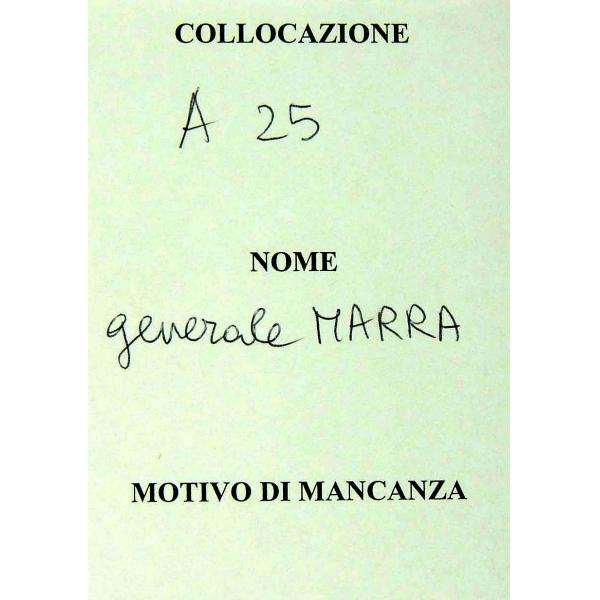 COLLOCAZIONE
A 25
NOME
generale MARRA
MOTIVO DI MANCANZA